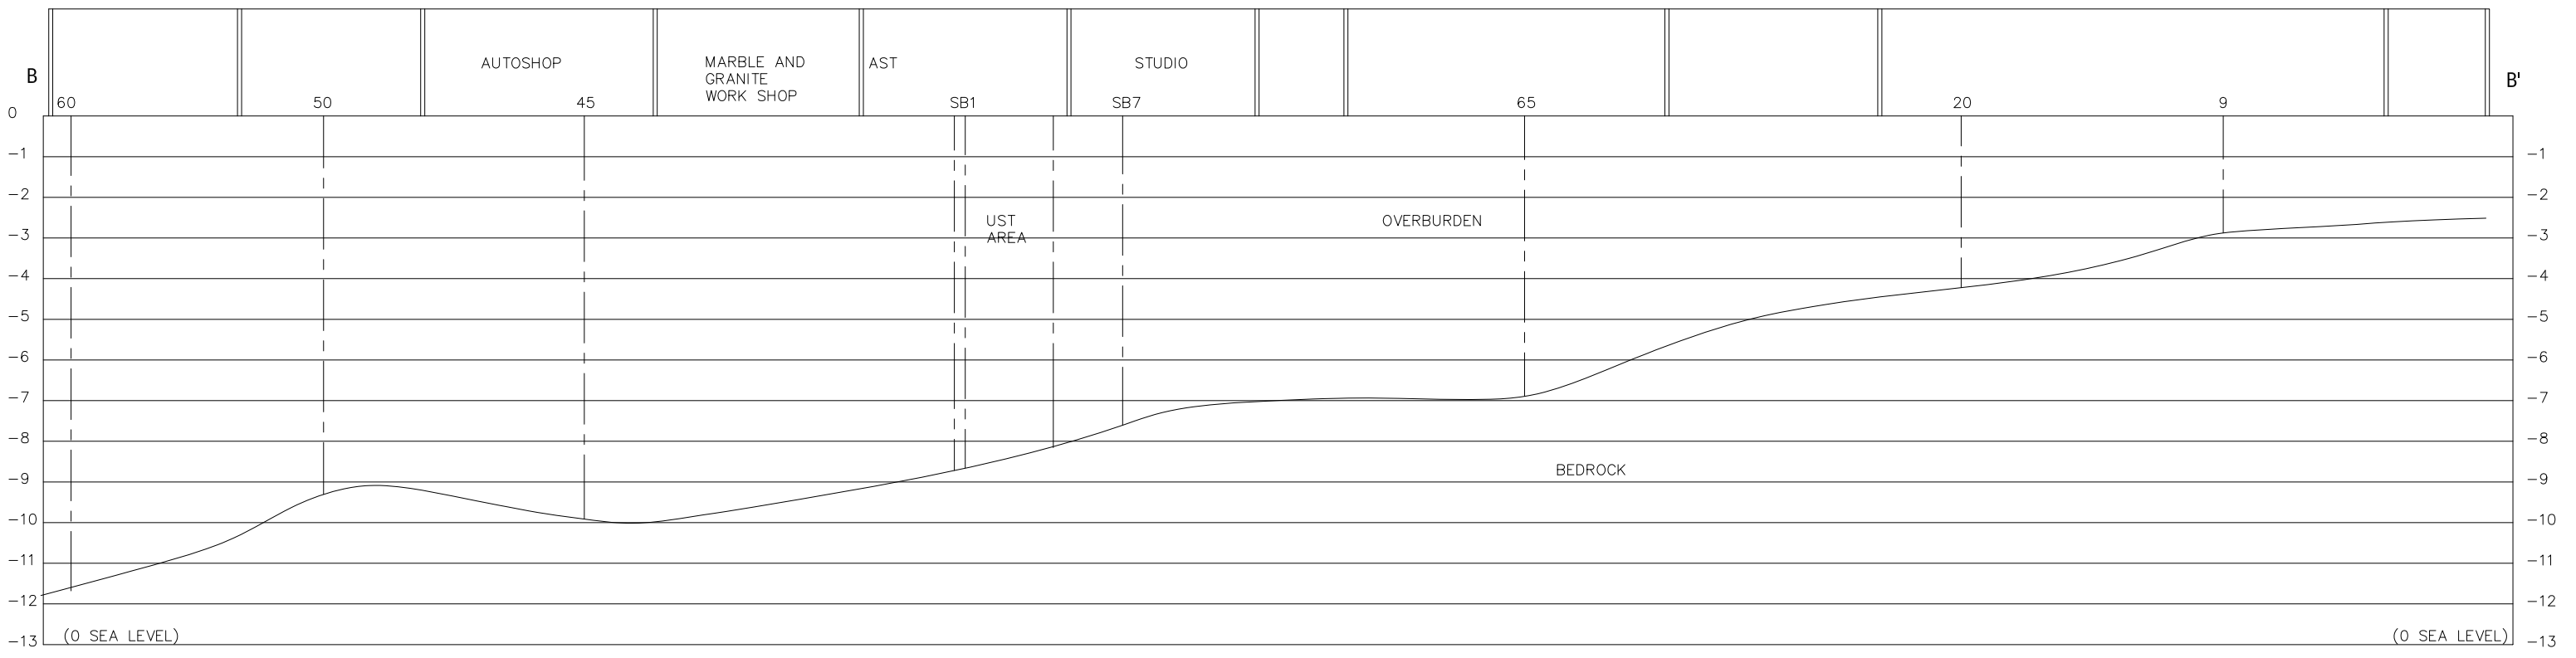 AUTOSHOP
MARBLE AND
GRANITE
WORK SHOP
AST
STUDIO
B
B'
60
50
45
SB1
SB7
65
20
9
0
-1
-1
-2
-2
UST
AREA
OVERBURDEN
-3
-3
-4
-4
-5
-5
-6
-6
-7
-7
-8
-8
BEDROCK
-9
-9
-10
-10
-11
-11
-12
-12
-13
(0 SEA LEVEL)
(0 SEA LEVEL)
-13